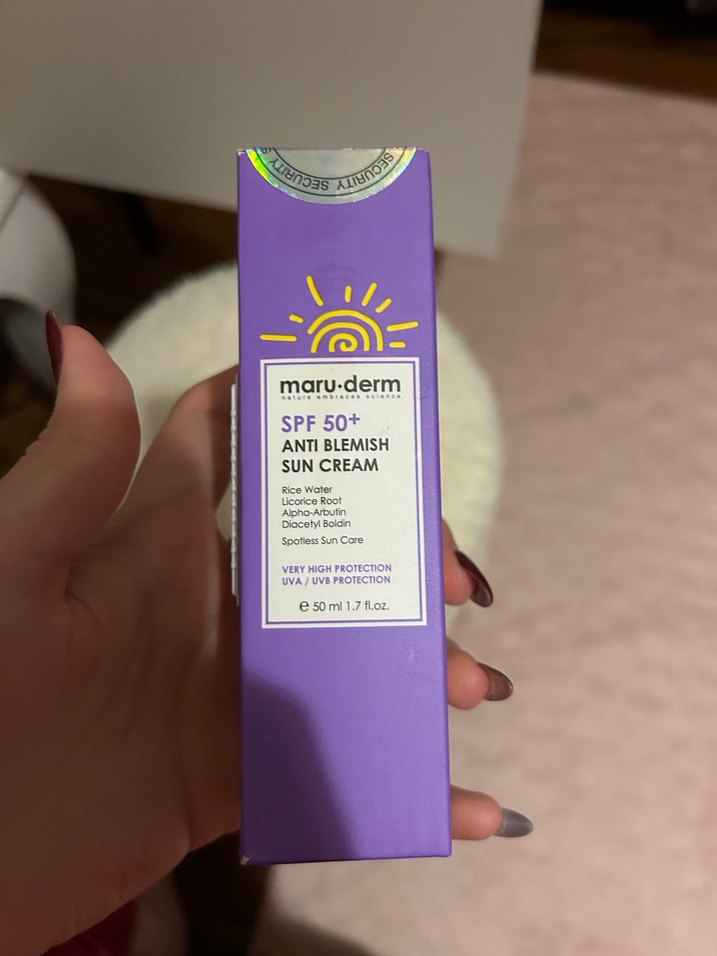 SECURITY SECURITY
maru·derm
nature embraces science
SPF 50+
ANTI BLEMISH
SUN CREAM
Rice Water
Licorice Root
Alpha-Arbutin
Diacetyl Boldin
Spotless Sun Care
VERY HIGH PROTECTION
UVA / UVB PROTECTION
e 50 ml 1.7 fl.oz.